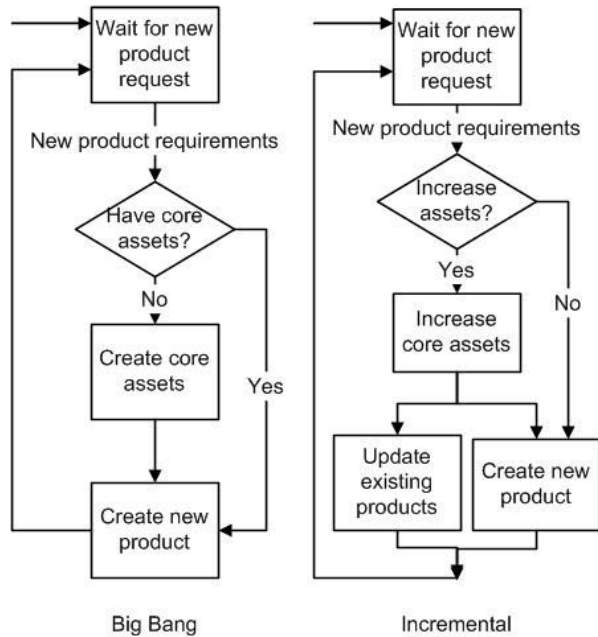 Wait for new
product
request
New product requirements
Have core
assets?
No
Create core
assets
Yes
Create new
product
Big Bang
Wait for new
product
request
New product requirements
Increase
assets?
Yes
No
Increase
core assets
Update
existing
products
Create new
product
Incremental